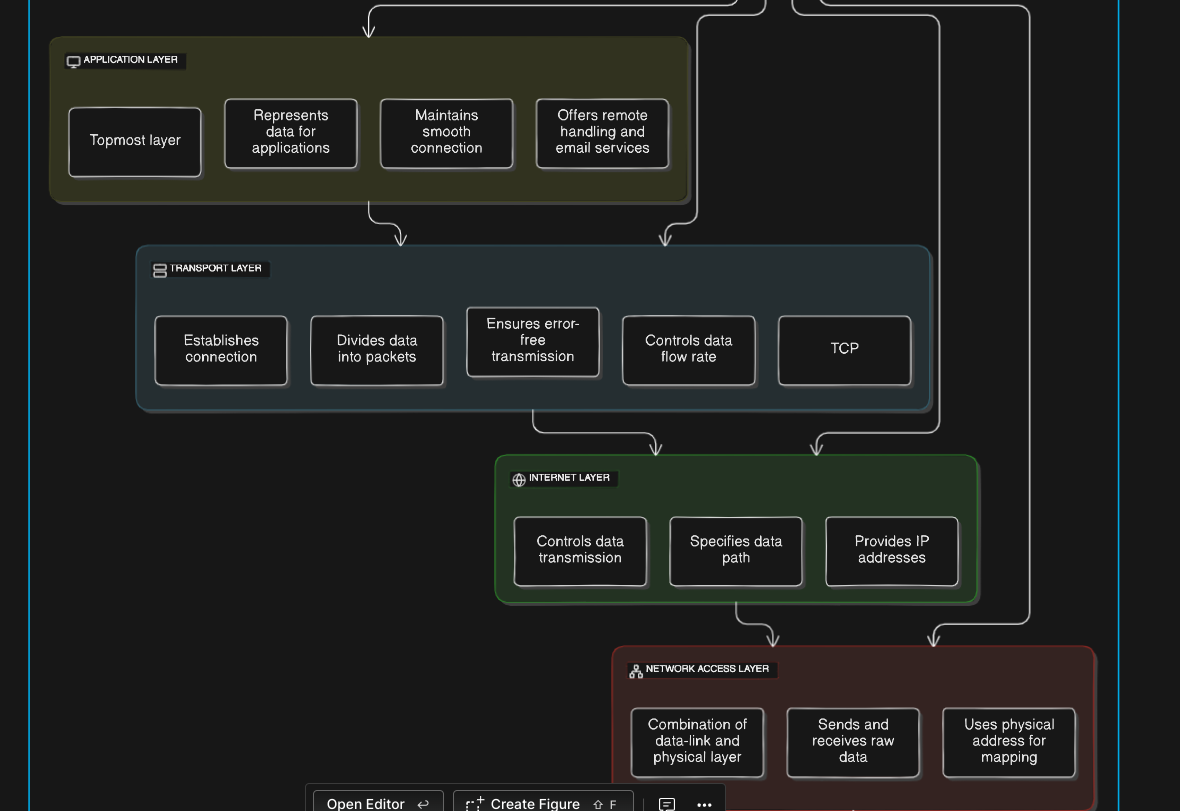 APPLICATION LAYER
Topmost layer
Represents
data for
applications
Maintains
smooth
connection
Offers remote
handling and
email services
TRANSPORT LAYER
Establishes
connection
Divides data
into packets
Ensures error-
free
transmission
Controls data
flow rate
TCP
INTERNET LAYER
Controls data
transmission
Specifies data
path
Provides IP
addresses
NETWORK ACCESS LAYER
Combination of
data-link and
physical layer
Sends and
receives raw
data
Uses physical
address for
mapping
Open Editor ↩
Create Figure ⇧ F